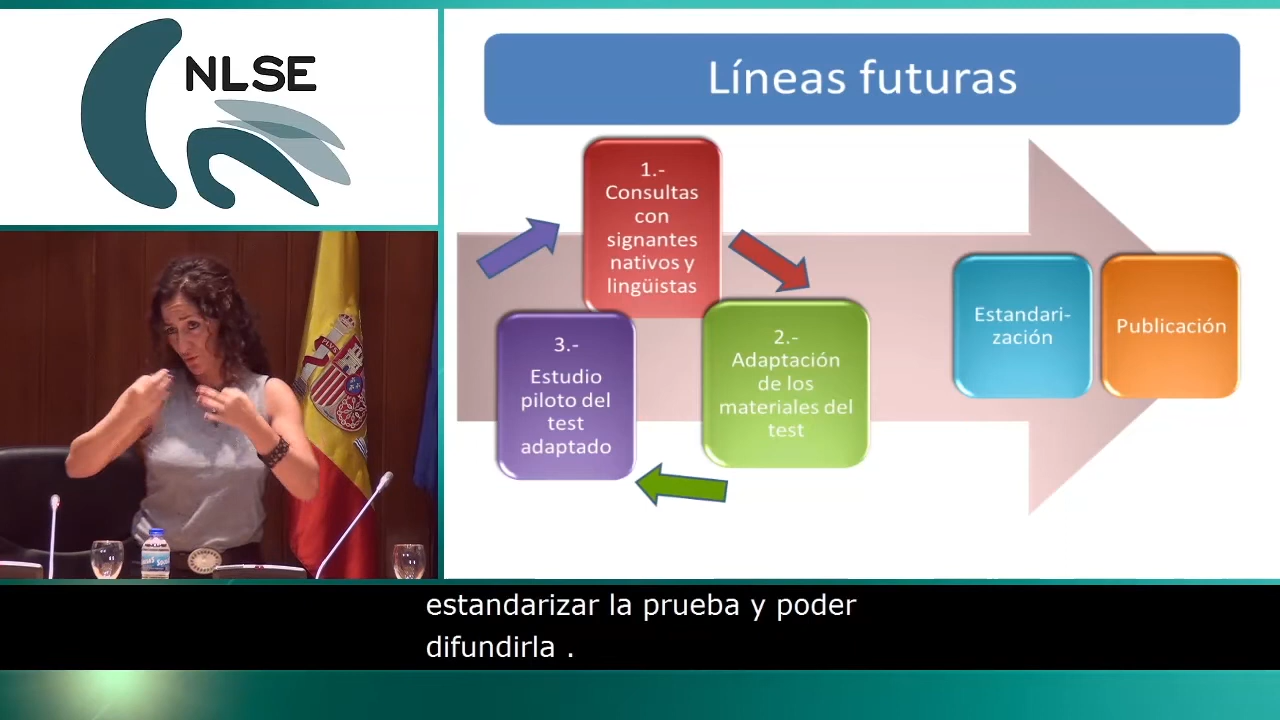 NLSE
Líneas futuras
1.-
Consultas
con
signantes
nativos y
lingüistas
2.-
Adaptación
de los
materiales del
test
3.-
Estudio
piloto del
test
adaptado
Estandari-
zación
Publicación
PLVS
estandarizar la prueba y poder
difundirla .